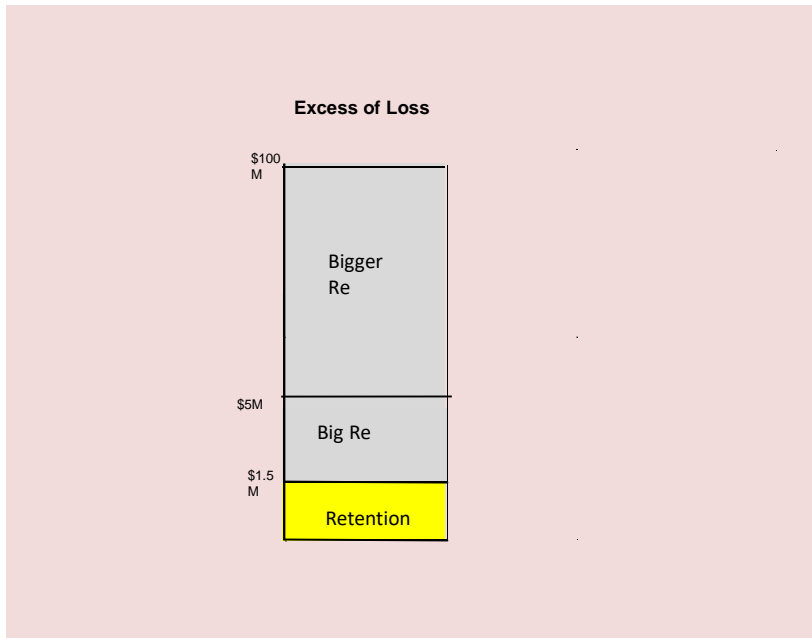 Excess of Loss
$100
M
Bigger
Re
$5M
Big Re
$1.5
M
Retention